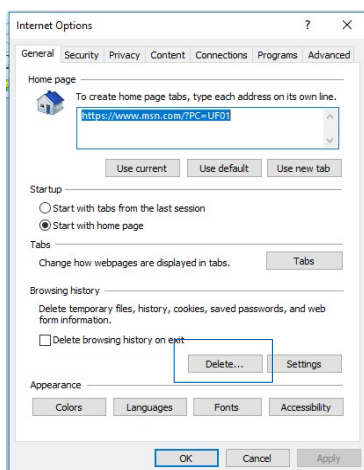 Internet Options ? X
General Security Privacy Content Connections Programs Advanced
Home page
To create home page tabs, type each address on its own line.
https://www.msn.com/?PC=UF01
Use current Use default Use new tab
Startup
Start with tabs from the last session
Start with home page
Tabs
Change how webpages are displayed in tabs. Tabs
Browsing history
Delete temporary files, history, cookies, saved passwords, and web
form information.
Delete browsing history on exit
Delete... Settings
Appearance
Colors Languages Fonts Accessibility
OK Cancel Apply